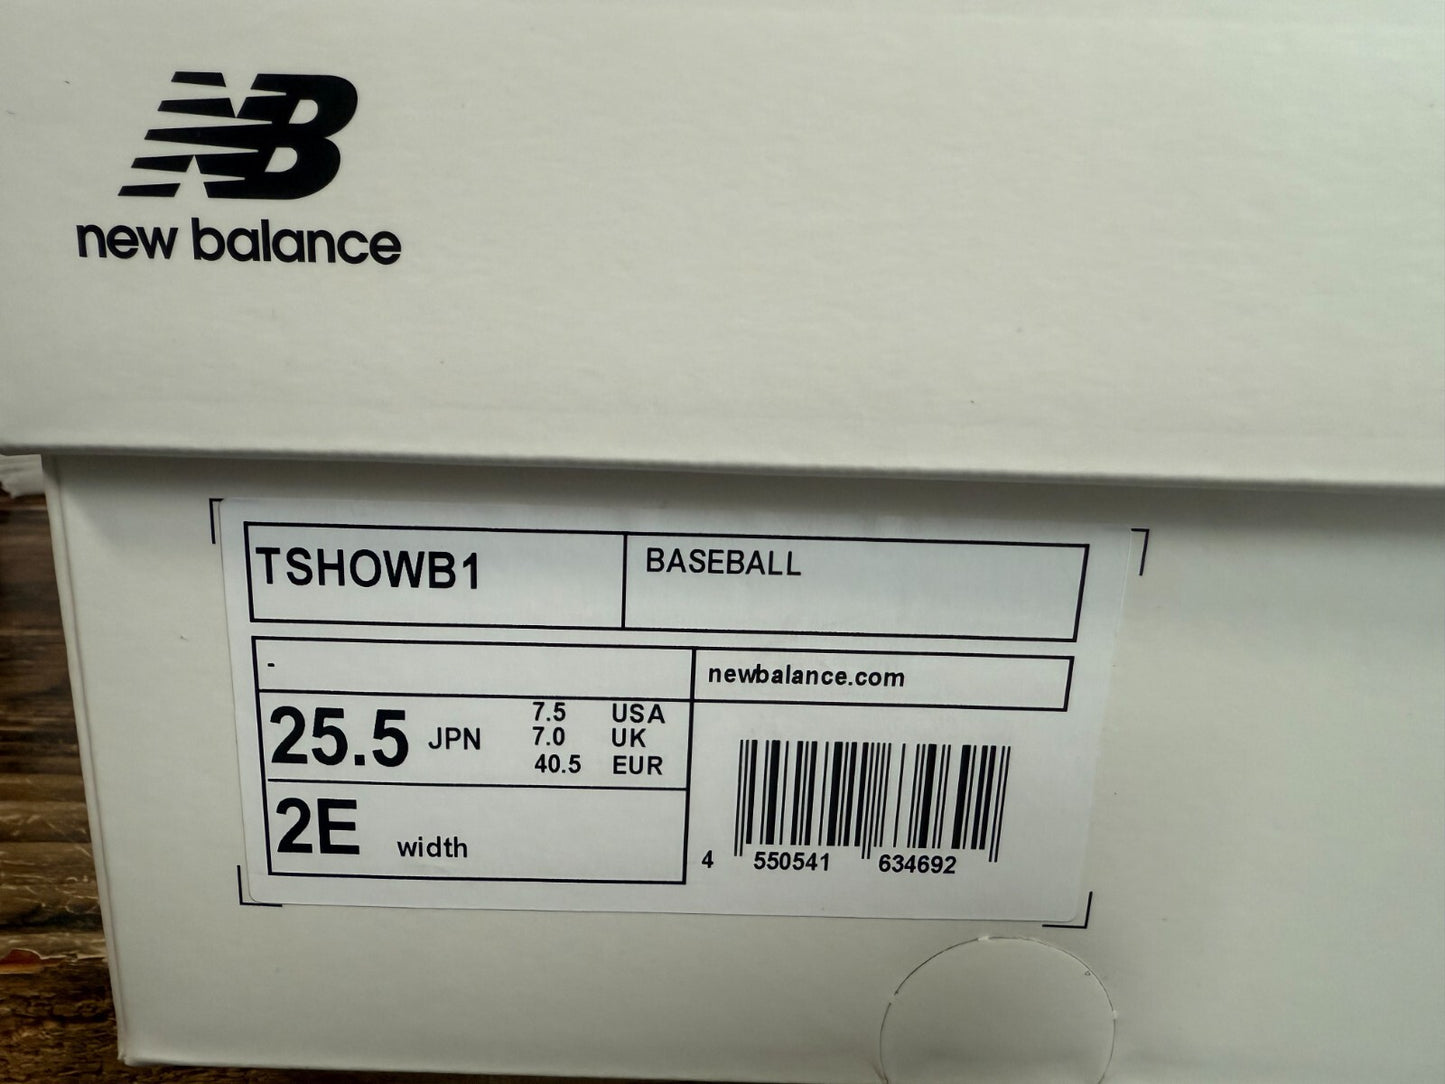 NB
new balance
TSHOWB1
BASEBALL
-
newbalance.com
25.5 JPN
7.5 USA
7.0 UK
40.5 EUR
2E width
4 550541 634692